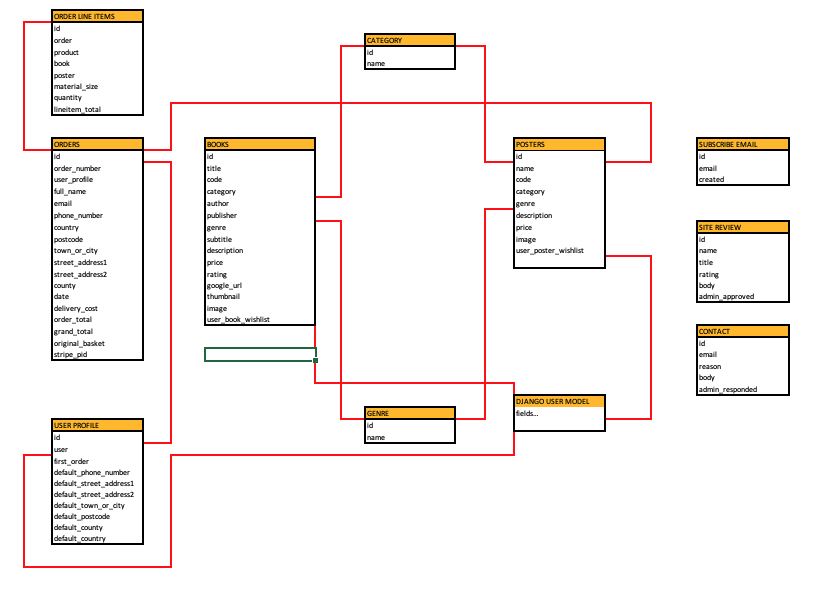 ORDER LINE ITEMS
id
order
product
book
poster
material_size
quantity
lineitem_total
CATEGORY
id
name
ORDERS
id
order_number
user_profile
full_name
email
phone_number
country
postcode
town_or_city
street_address1
street_address2
county
date
delivery_cost
order_total
grand_total
original_basket
stripe_pid
BOOKS
id
title
code
category
author
publisher
genre
subtitle
description
price
rating
google_url
thumbnail
image
user_book_wishlist
POSTERS
id
name
code
category
genre
description
price
image
user_poster_wishlist
SUBSCRIBE EMAIL
id
email
created
SITE REVIEW
id
name
title
rating
body
admin_approved
CONTACT
id
email
reason
body
admin_responded
USER PROFILE
id
user
first_order
default_phone_number
default_street_address1
default_street_address2
default_town_or_city
default_postcode
default_county
default_country
GENRE
id
name
DJANGO USER MODEL
fields...